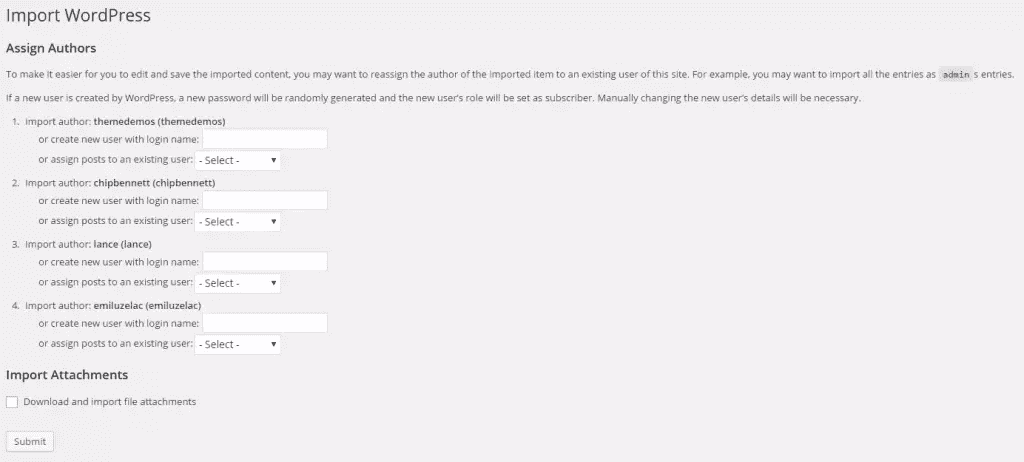 Import WordPress
Assign Authors
To make it easier for you to edit and save the imported content, you may want to reassign the author of the imported item to an existing user of this site. For example, you may want to import all the entries as admin s entries.
If a new user is created by WordPress, a new password will be randomly generated and the new user's role will be set as subscriber. Manually changing the new user's details will be necessary.
1. Import author: themedemos (themedemos)
or create new user with login name:
or assign posts to an existing user: - Select -
2. Import author: chipbennett (chipbennett)
or create new user with login name:
or assign posts to an existing user: - Select -
3. Import author: lance (lance)
or create new user with login name:
or assign posts to an existing user: - Select -
4. Import author: emiluzelac (emiluzelac)
or create new user with login name:
or assign posts to an existing user: - Select -
Import Attachments
Download and import file attachments
Submit